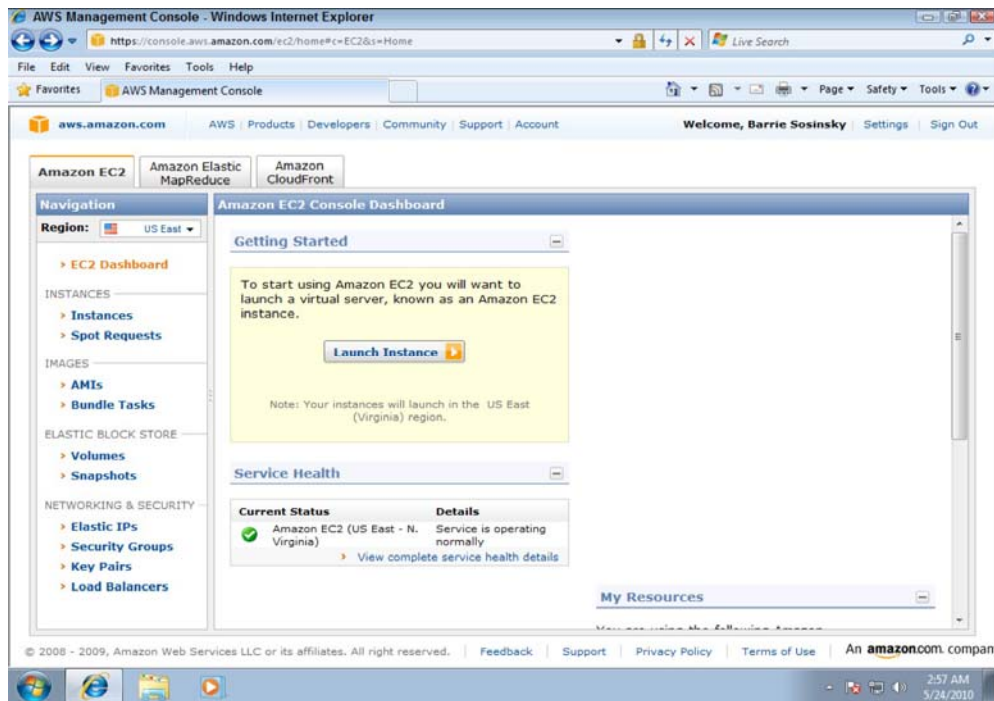 AWS Management Console - Windows Internet Explorer
https://console.aws.amazon.com/ec2/home#c=EC2&s=Home
Live Search
File Edit View Favorites Tools Help
Favorites AWS Management Console Page Safety Tools
aws.amazon.com AWS | Products | Developers | Community | Support | Account Welcome, Barrie Sosinsky | Settings | Sign Out
Amazon EC2
Amazon Elastic MapReduce
Amazon CloudFront
Navigation
Region: US East
EC2 Dashboard
INSTANCES
Instances
Spot Requests
IMAGES
AMIs
Bundle Tasks
ELASTIC BLOCK STORE
Volumes
Snapshots
NETWORKING & SECURITY
Elastic IPs
Security Groups
Key Pairs
Load Balancers
Amazon EC2 Console Dashboard
Getting Started
To start using Amazon EC2 you will want to
launch a virtual server, known as an Amazon EC2
instance.
Launch Instance
Note: Your instances will launch in the US East
(Virginia) region.
Service Health
Current Status Details
Amazon EC2 (US East - N. Virginia) Service is operating normally
View complete service health details
My Resources
You are using the following Amazon
© 2008 - 2009, Amazon Web Services LLC or its affiliates. All right reserved. | Feedback | Support | Privacy Policy | Terms of Use An amazon.com. compan
2:57 AM
5/24/2010